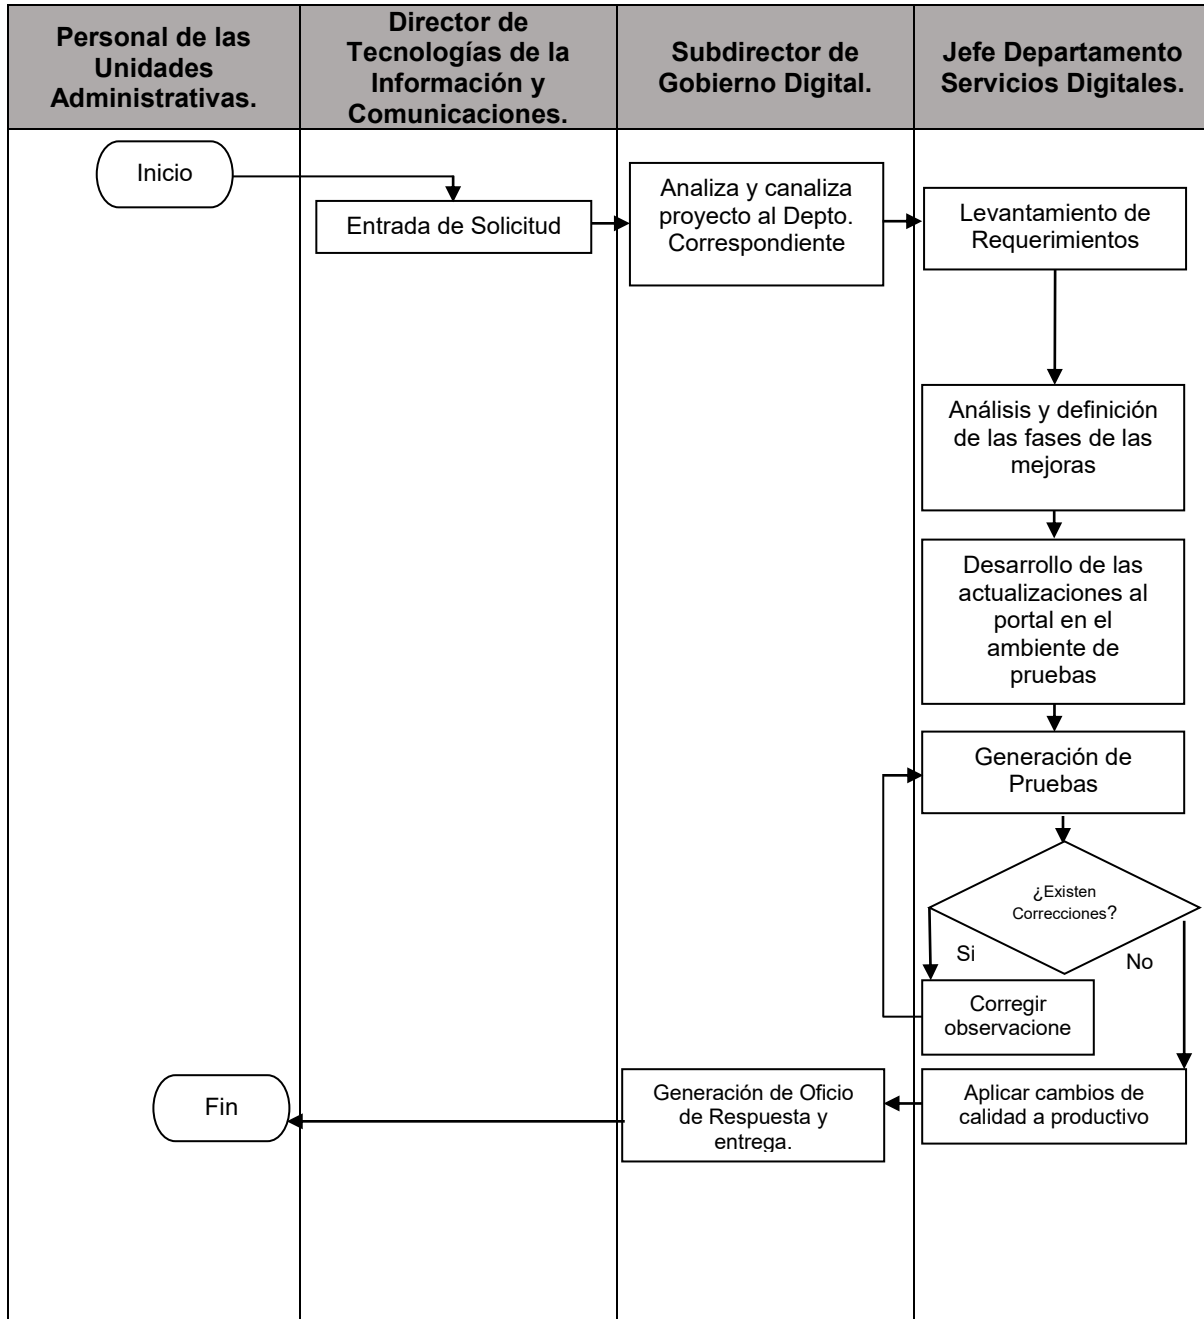 Personal de las
Unidades
Administrativas.
Director de
Tecnologías de la
Información y
Comunicaciones.
Subdirector de
Gobierno Digital.
Jefe Departamento
Servicios Digitales.
Inicio
Entrada de Solicitud
Analiza y canaliza
proyecto al Depto.
Correspondiente
Levantamiento de
Requerimientos
Análisis y definición
de las fases de las
mejoras
Desarrollo de las
actualizaciones al
portal en el
ambiente de
pruebas
Generación de
Pruebas
¿Existen
Correcciones?
Si
No
Corregir
observacione
Aplicar cambios de
calidad a productivo
Generación de Oficio
de Respuesta y
entrega.
Fin